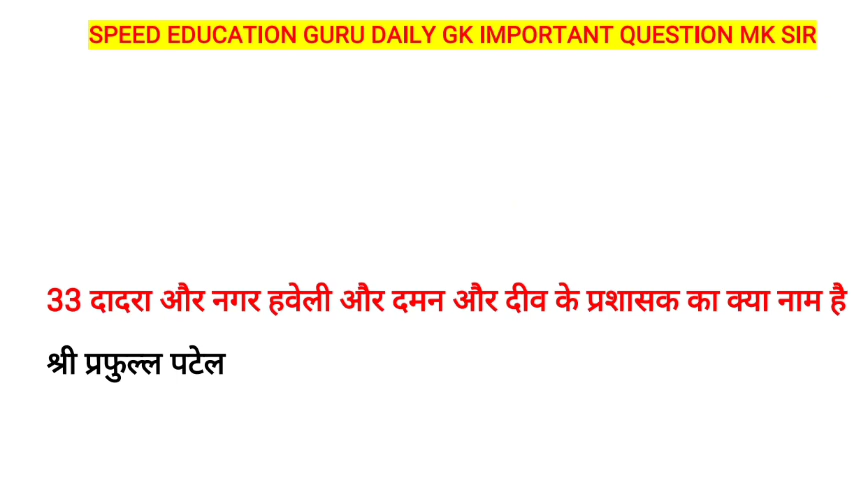 SPEED EDUCATION GURU DAILY GK IMPORTANT QUESTION MK SIR
33 दादरा और नगर हवेली और दमन और दीव के प्रशासक का क्या नाम है
श्री प्रफुल्ल पटेल